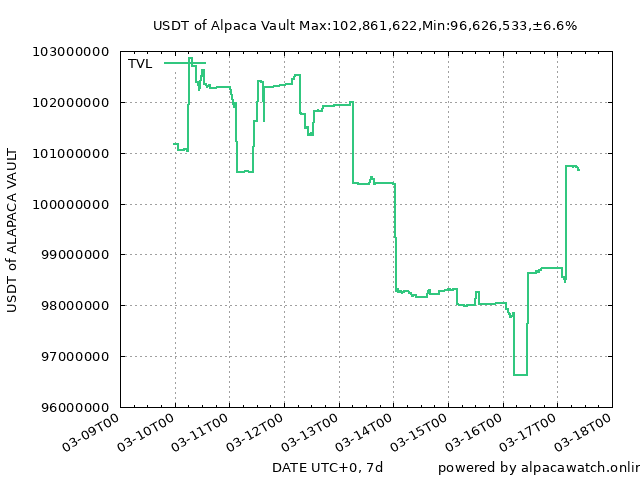 USDT of Alpaca Vault Max:102,861,622,Min:96,626,533,±6.6%
103000000
TVL
102000000
101000000
100000000
99000000
98000000
97000000
96000000
USDT of ALAPACA VAULT
03-09T00
03-10T00
03-11T00
03-12T00
03-13T00
03-14T00
03-15T00
03-16T00
03-17T00
03-18T00
DATE UTC+0, 7d
powered by alpacawatch.onlin